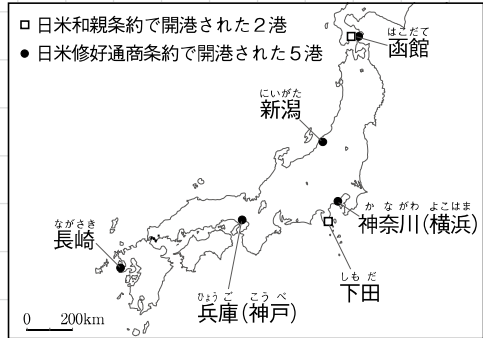 □ 日米和親条約で開港された2港
● 日米修好通商条約で開港された5港
はこだて
函館
にいがた
新潟
かながわ よこはま
神奈川(横浜)
ながさき
長崎
しもだ
下田
ひょうご こうべ
兵庫(神戸)
0 200km